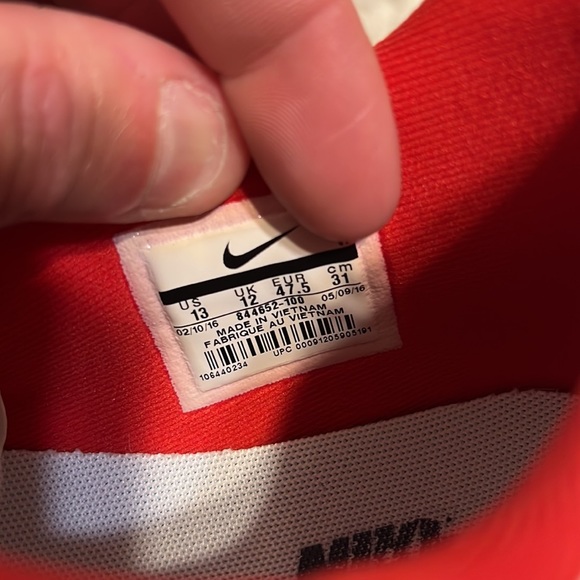 US UK EUR cm
13 12 47.5 31
844652-100
02/10/16 05/09/16
MADE IN VIETNAM
FABRIQUE AU VIETNAM
106440234 UPC 00091205905191